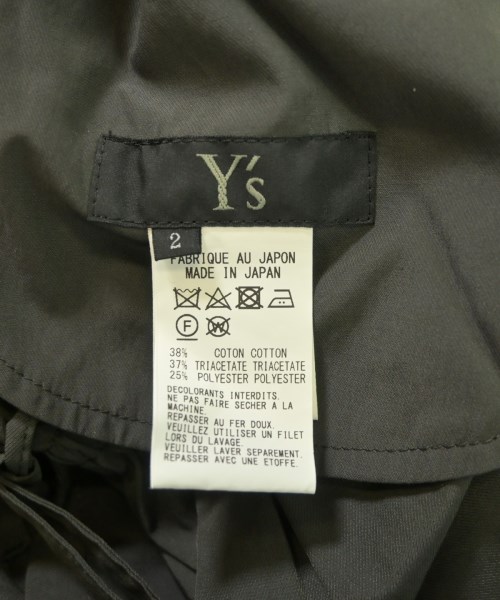 Y's
2
FABRIQUE AU JAPON
MADE IN JAPAN
F W
38% COTON COTTON
37% TRIACETATE TRIACETATE
25% POLYESTER POLYESTER
DECOLORANTS INTERDITS.
NE PAS FAIRE SECHER A LA
MACHINE.
REPASSER AU FER DOUX.
VEUILLEZ UTILISER UN FILET
LORS DU LAVAGE.
VEUILLER LAVER SEPAREMENT.
REPASSER AVEC UNE ETOFFE.